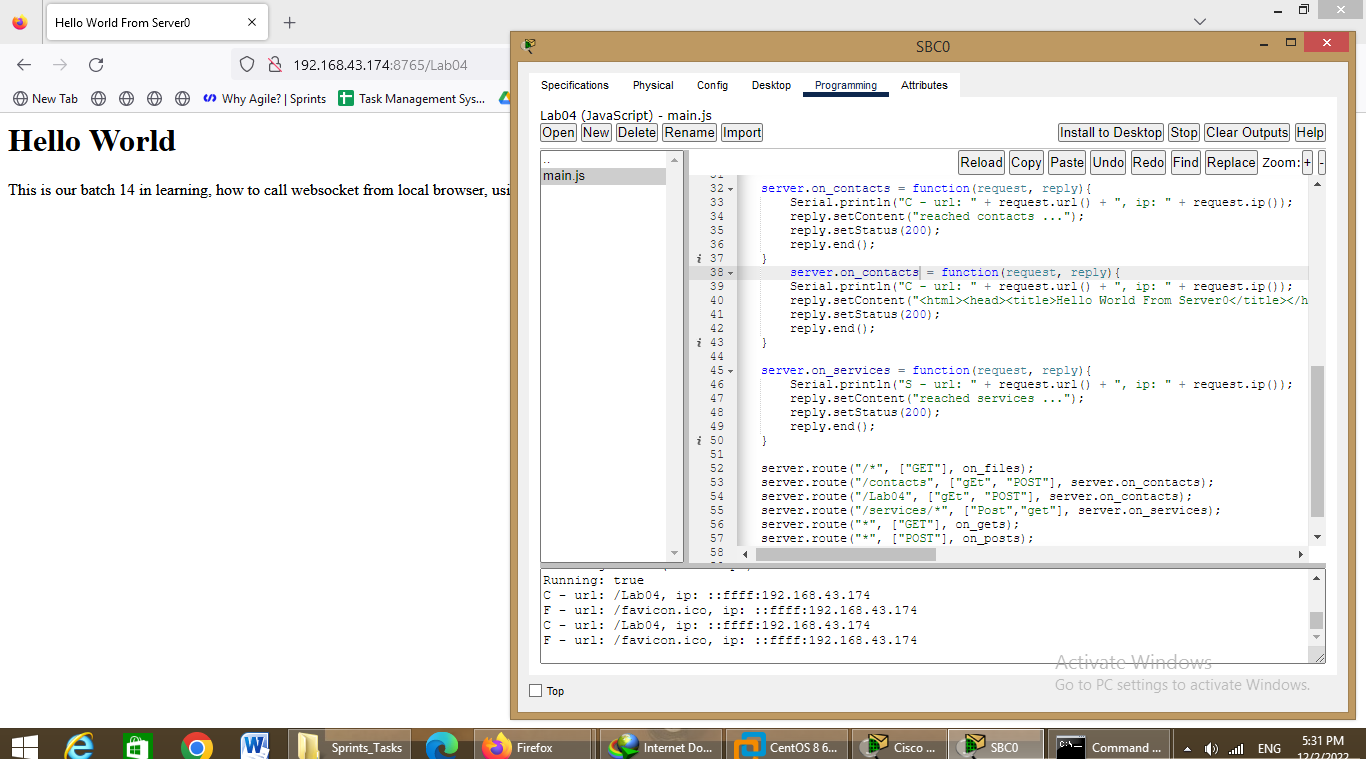 Hello World From Server0
192.168.43.174:8765/Lab04
New Tab
Why Agile? | Sprints
Task Management Sys...
Hello World
This is our batch 14 in learning, how to call websocket from local browser, usi
SBC0
Specifications Physical Config Desktop Programming Attributes
Lab04 (JavaScript) - main.js
Open New Delete Rename Import
Install to Desktop Stop Clear Outputs Help
..
main.js
Reload Copy Paste Undo Redo Find Replace Zoom: + -
31
32 server.on_contacts = function(request, reply){
33 Serial.println("C - url: " + request.url() + ", ip: " + request.ip());
34 reply.setContent("reached contacts ...");
35 reply.setStatus(200);
36 reply.end();
i 37 }
38 server.on_contacts = function(request, reply){
39 Serial.println("C - url: " + request.url() + ", ip: " + request.ip());
40 reply.setContent("<html><head><title>Hello World From Server0</title></h
41 reply.setStatus(200);
42 reply.end();
i 43 }
44
45 server.on_services = function(request, reply){
46 Serial.println("S - url: " + request.url() + ", ip: " + request.ip());
47 reply.setContent("reached services ...");
48 reply.setStatus(200);
49 reply.end();
i 50 }
51
52 server.route("/*", ["GET"], on_files);
53 server.route("/contacts", ["gEt", "POST"], server.on_contacts);
54 server.route("/Lab04", ["gEt", "POST"], server.on_contacts);
55 server.route("/services/*", ["Post","get"], server.on_services);
56 server.route("*", ["GET"], on_gets);
57 server.route("*", ["POST"], on_posts);
58
Running: true
C - url: /Lab04, ip: ::ffff:192.168.43.174
F - url: /favicon.ico, ip: ::ffff:192.168.43.174
C - url: /Lab04, ip: ::ffff:192.168.43.174
F - url: /favicon.ico, ip: ::ffff:192.168.43.174
Activate Windows
Go to PC settings to activate Windows.
Top
Sprints_Tasks
Firefox
Internet Do...
CentOS 8 6...
Cisco ...
SBC0
Command ...
ENG
5:31 PM
12/2/2022